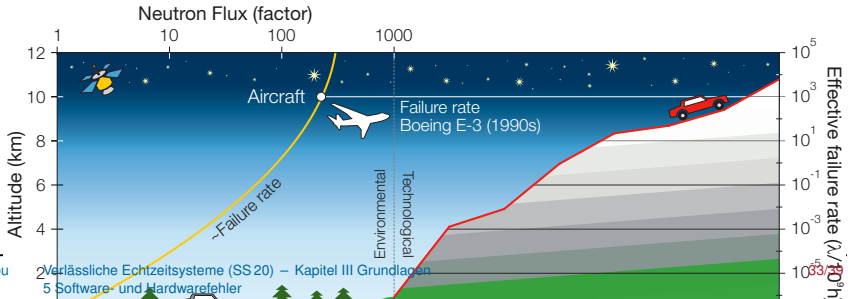 Neutron Flux (factor)
1 10 100 1000
12 10⁵
Aircraft
10 10³
Failure rate
Boeing E-3 (1990s)
8 10¹
6 10⁻¹
4 10⁻³
2
Altitude (km)
~Failure rate
Environmental
Technological
Effective failure rate (λ/10⁹h)
Verlässliche Echtzeitsysteme (SS 20) – Kapitel III Grundlagen
5 Software- und Hardwarefehler
33/39